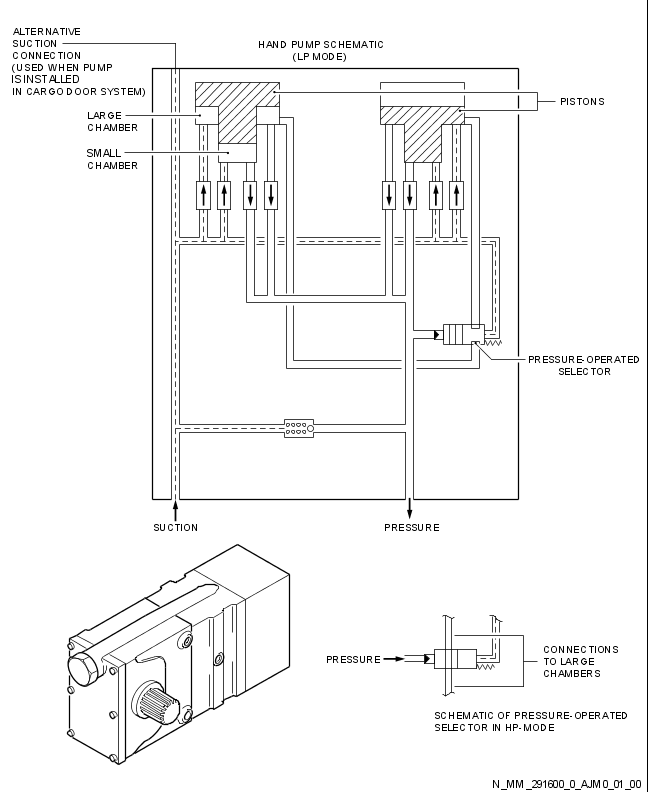 ALTERNATIVE
SUCTION
CONNECTION
(USED WHEN PUMP
IS INSTALLED
IN CARGO DOOR SYSTEM)
HAND PUMP SCHEMATIC
(LP MODE)
PISTONS
LARGE
CHAMBER
SMALL
CHAMBER
PRESSURE-OPERATED
SELECTOR
SUCTION
PRESSURE
PRESSURE
CONNECTIONS
TO LARGE
CHAMBERS
SCHEMATIC OF PRESSURE-OPERATED
SELECTOR IN HP-MODE
N_MM_291600_0_AJM0_01_00